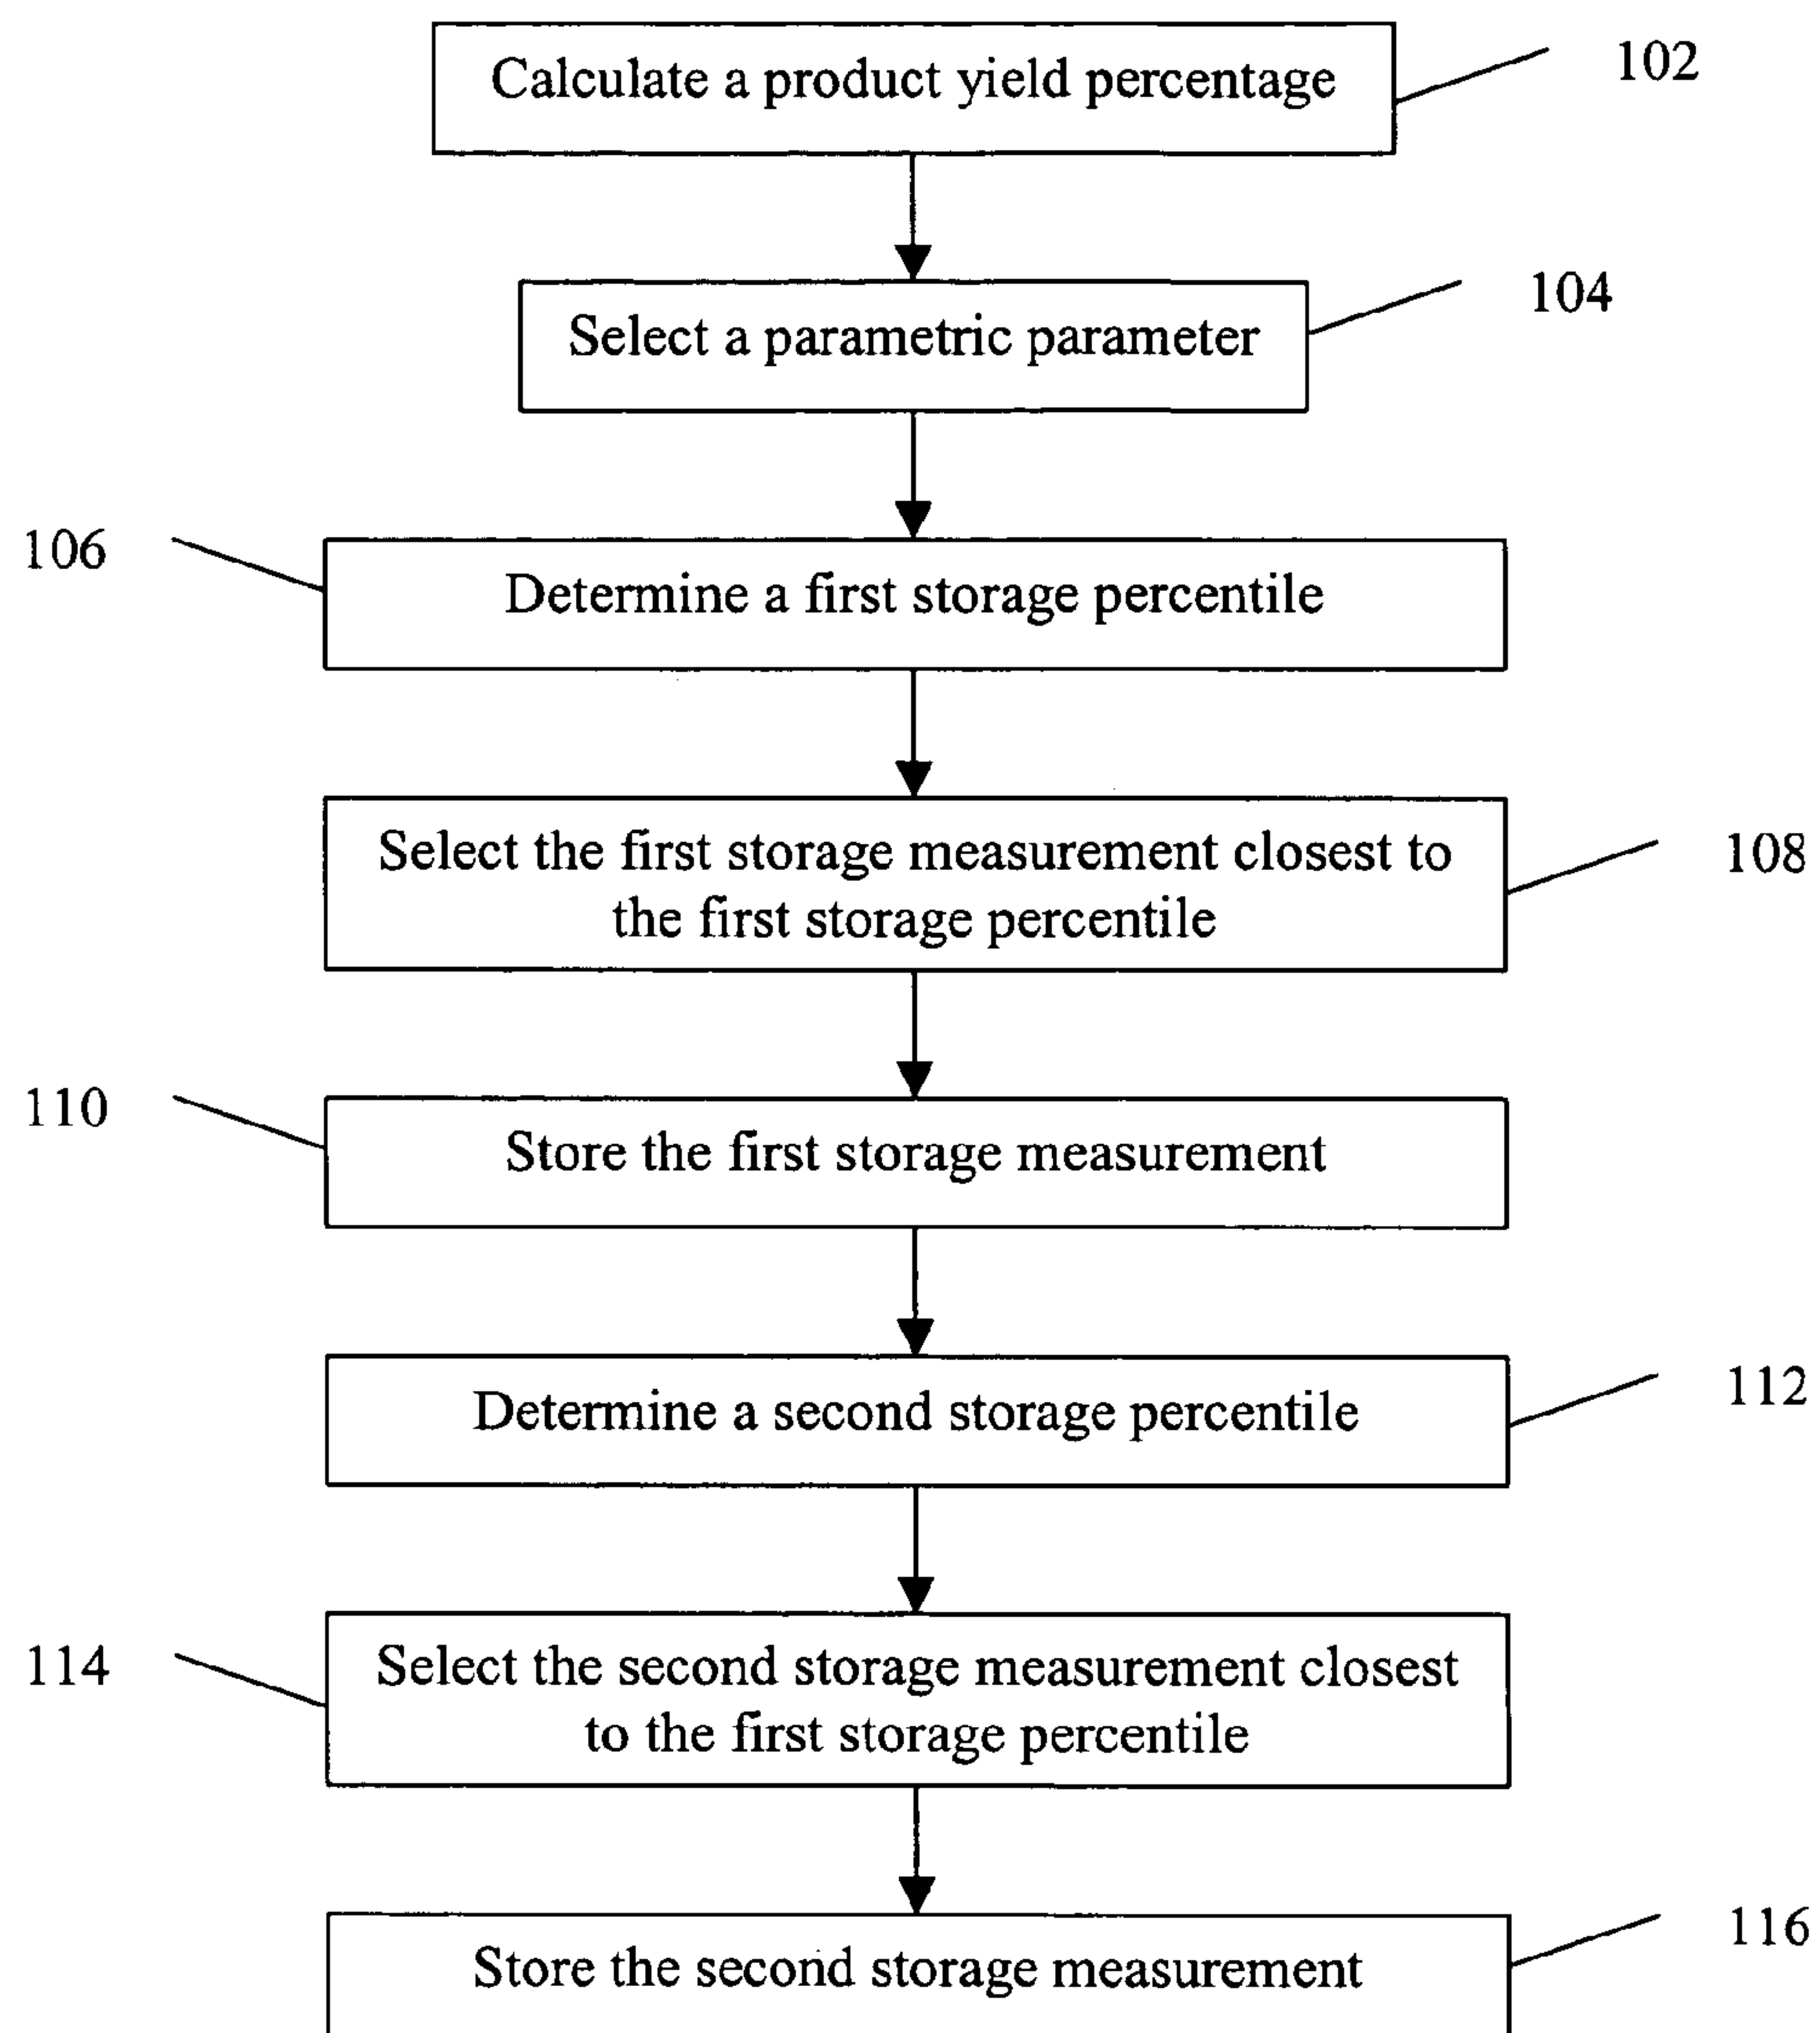 Calculate a product yield percentage
102
Select a parametric parameter
104
106
Determine a first storage percentile
Select the first storage measurement closest to
the first storage percentile
108
110
Store the first storage measurement
Determine a second storage percentile
112
114
Select the second storage measurement closest
to the first storage percentile
Store the second storage measurement
116